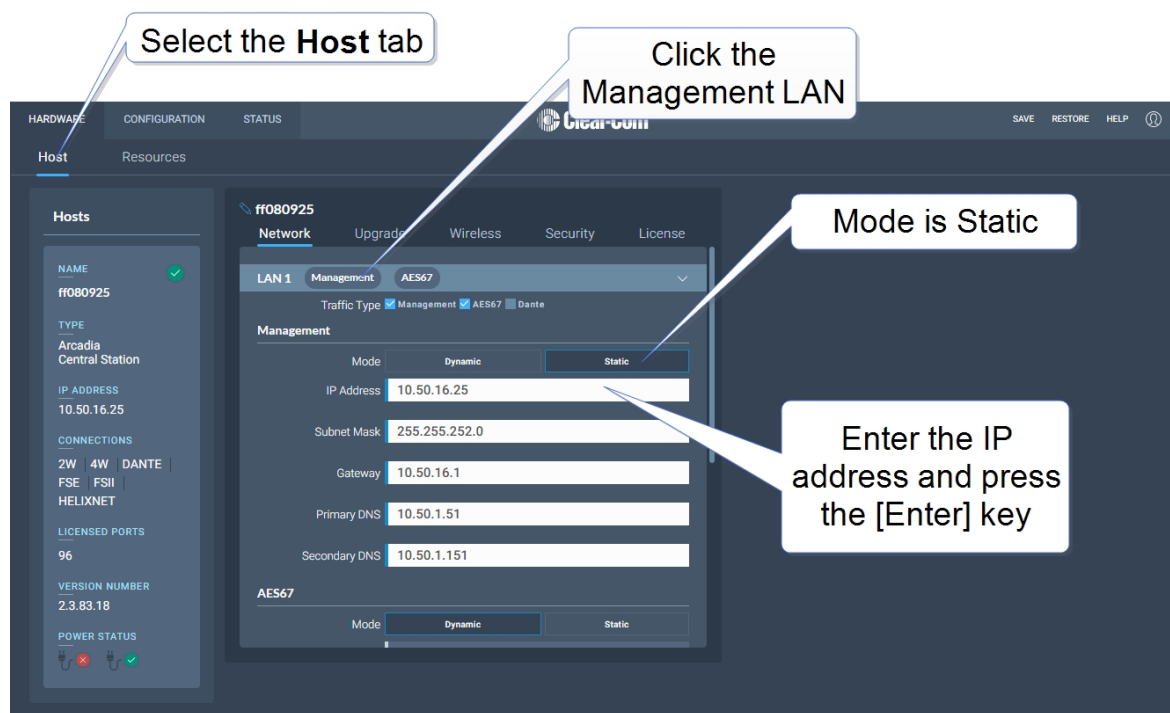 Select the Host tab
Click the
Management LAN
HARDWARE CONFIGURATION STATUS Clear-Com SAVE RESTORE HELP
Host Resources
Hosts
NAME
ff080925
TYPE
Arcadia
Central Station
IP ADDRESS
10.50.16.25
CONNECTIONS
2W 4W DANTE
FSE FSII
HELIXNET
LICENSED PORTS
96
VERSION NUMBER
2.3.83.18
POWER STATUS
ff080925
Network Upgrade Wireless Security License
LAN 1 Management AES67
Traffic Type Management AES67 Dante
Management
Mode Dynamic Static
IP Address 10.50.16.25
Subnet Mask 255.255.252.0
Gateway 10.50.16.1
Primary DNS 10.50.1.51
Secondary DNS 10.50.1.151
AES67
Mode Dynamic Static
Mode is Static
Enter the IP
address and press
the [Enter] key